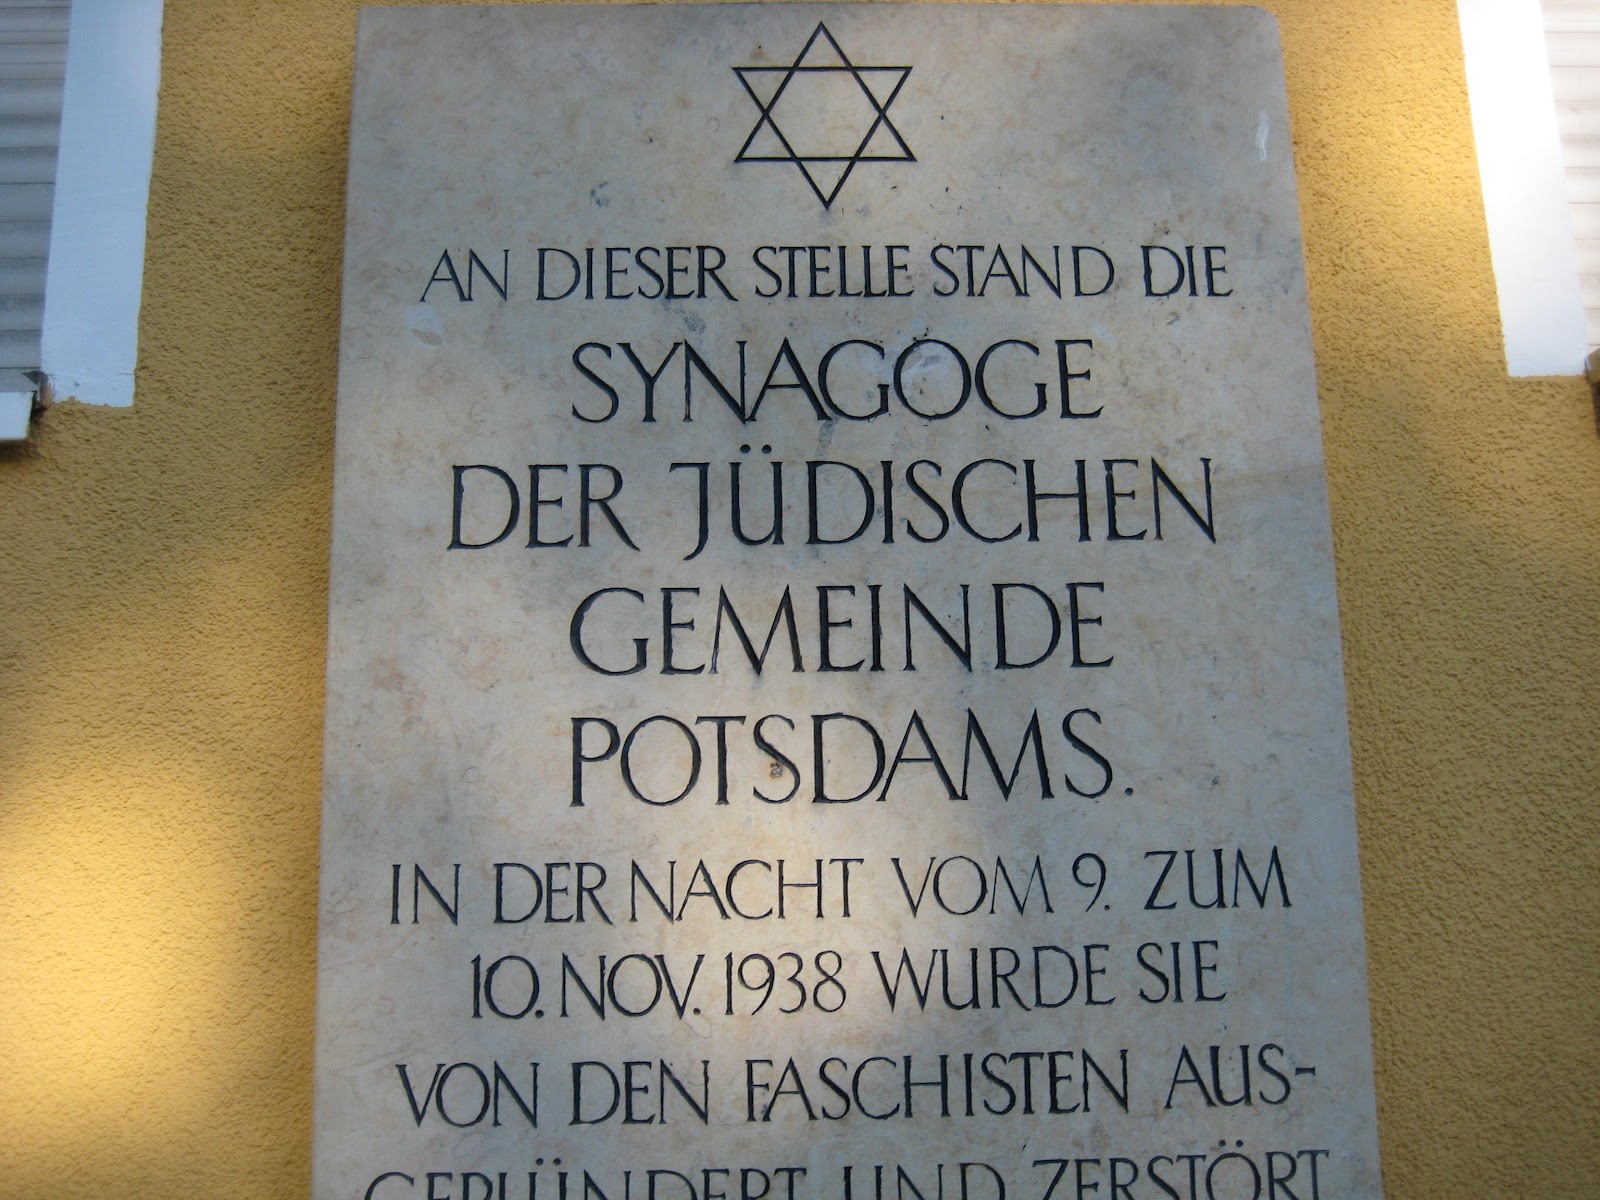 AN DIESER STELLE STAND DIE
SYNAGOGE
DER JÜDISCHEN
GEMEINDE
POTSDAMS.
IN DER NACHT VOM 9. ZUM
10. NOV. 1938 WURDE SIE
VON DEN FASCHISTEN AUS-
GEPLÜNDERT UND ZERSTÖRT